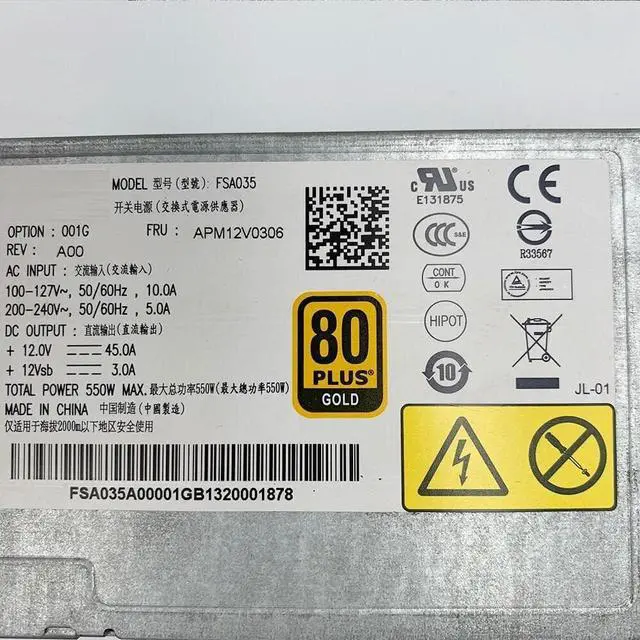 MODEL 型号(型號): FSA035
开关电源(交換式電源供應器)
OPTION : 001G FRU : APM12V0306
REV : A00
AC INPUT : 交流输入(交流輸入)
100-127V~, 50/60Hz , 10.0A
200-240V~, 50/60Hz , 5.0A
DC OUTPUT : 直流输出(直流輸出)
+ 12.0V 45.0A
+ 12Vsb 3.0A
TOTAL POWER 550W MAX. 最大总功率550W(最大總功率550W)
MADE IN CHINA 中国制造(中國製造)
仅适用于海拔2000m以下地区安全使用
FSA035A00001GB1320001878
80
PLUS®
GOLD
C UL US
E131875
CE
CCC S&E
R33567
CONT
OK
HIPOT
10
JL-01